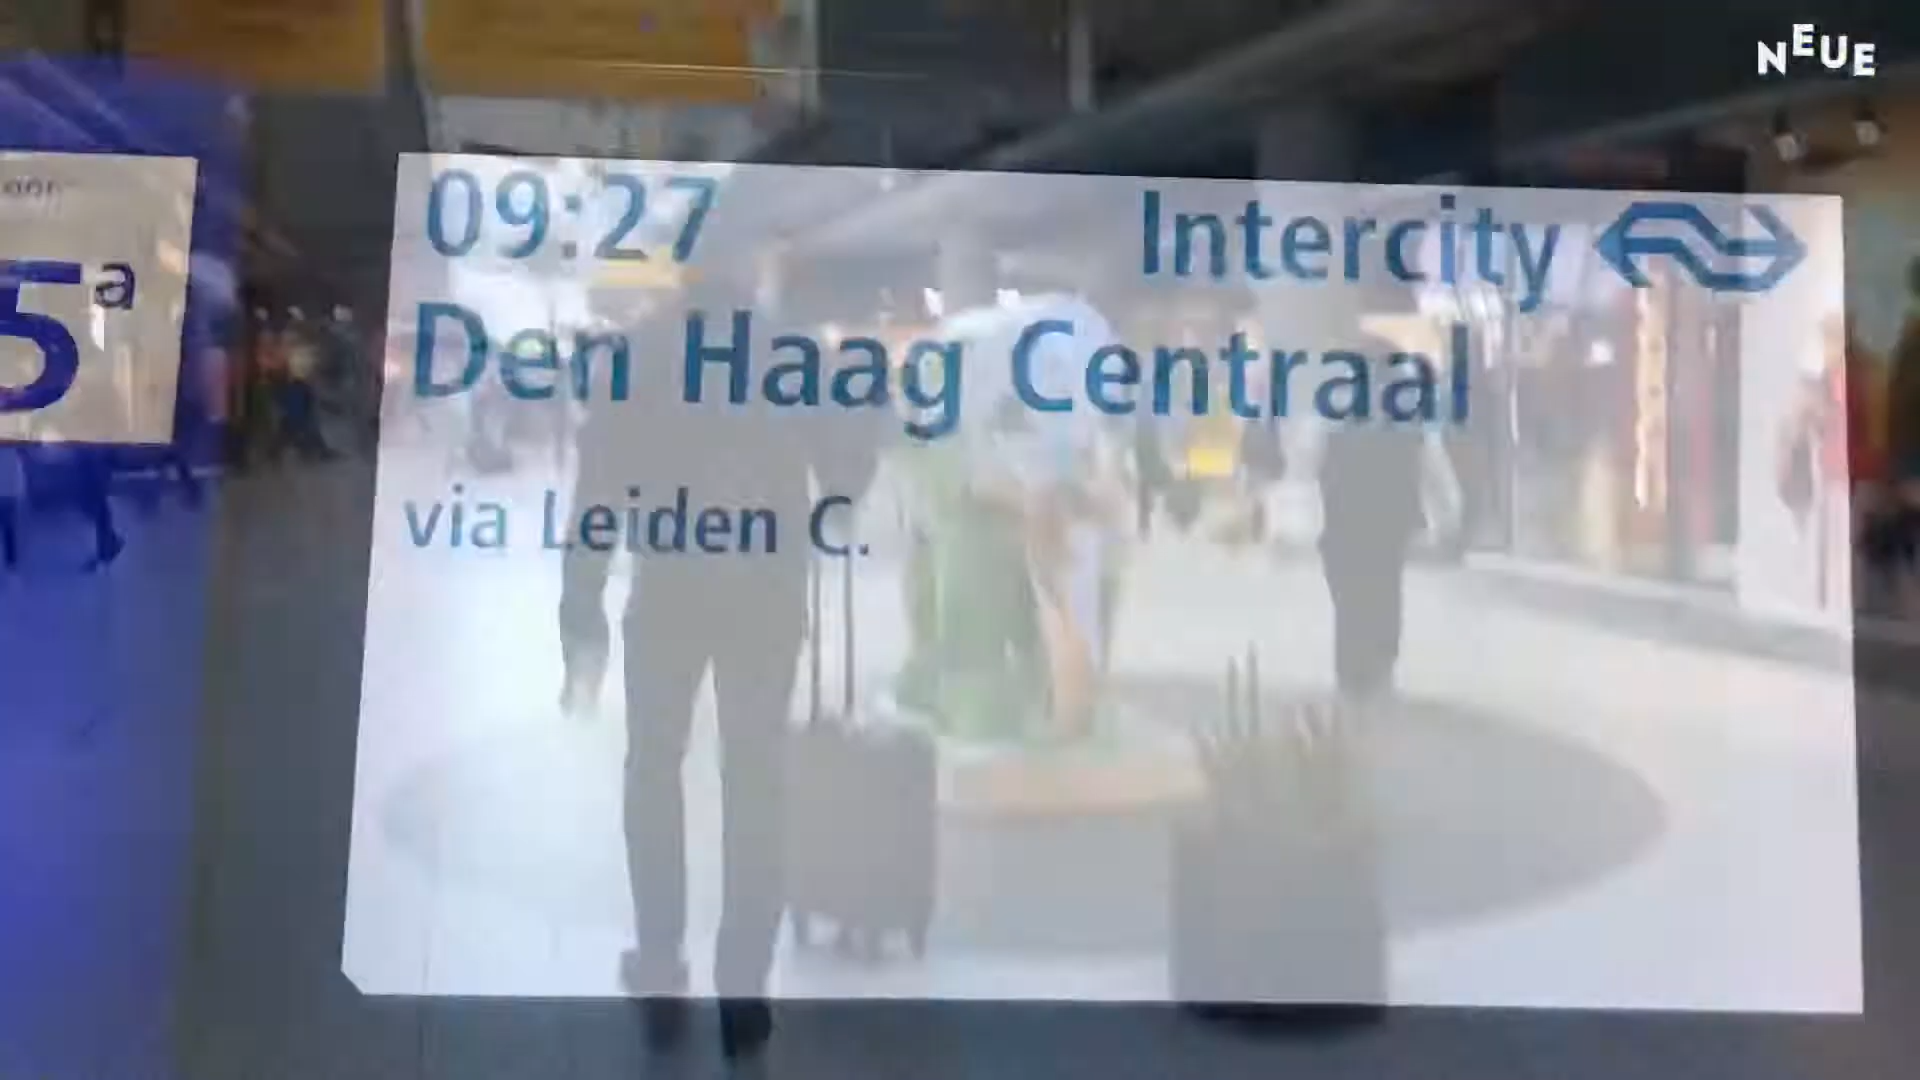 NEUE
5a
09:27
Intercity
Den Haag Centraal
via Leiden C.